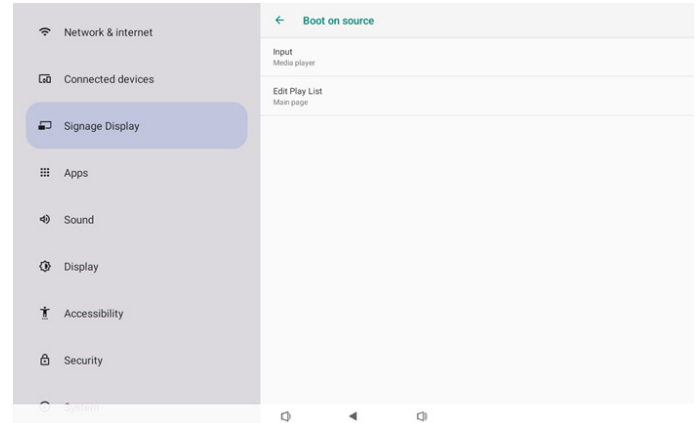 Network & internet
Connected devices
Signage Display
Apps
Sound
Display
Accessibility
Security
System
Boot on source
Input
Media player
Edit Play List
Main page